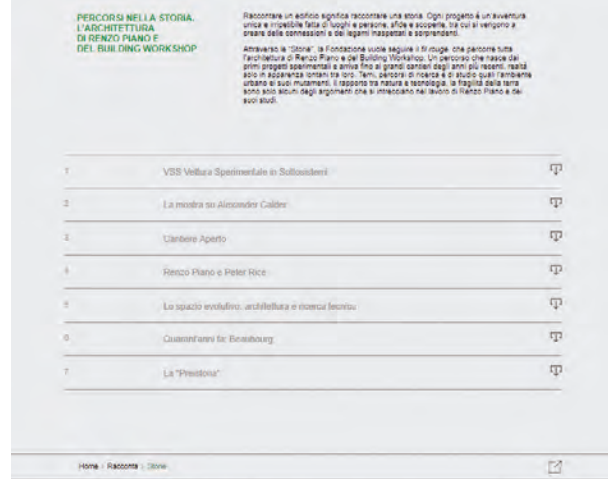 PERCORSI NELLA STORIA.
L'ARCHITETTURA
DI RENZO PIANO E
DEL BUILDING WORKSHOP
Raccontare un edificio significa raccontare una storia. Ogni progetto è un'avventura
unica e irripetibile fatta di luoghi e persone, sfide e scoperte, tra cui si vengono a
creare delle connessioni e dei legami inaspettati e sorprendenti.
Attraverso le "Storie", la Fondazione vuole seguire il fil rouge, che percorre tutta
l'architettura di Renzo Piano e del Building Workshop. Un percorso che nasce dai
primi progetti sperimentali e arriva fino ai grandi cantieri degli anni più recenti, realtà
solo in apparenza lontani tra loro. Temi, percorsi di ricerca e di studio quali l'ambiente
urbano ei suoi mutamenti, il rapporto tra natura e tecnologia, la fragilità della terra
sono solo alcuni degli argomenti che si intrecciano nel lavoro di Renzo Piano e dei
suoi studi.
1 VSS Vettura Sperimentale in Sottosistemi
2 La mostra su Alexander Calder
3 Cantiere Aperto
4 Renzo Piano e Peter Rice
5 Lo spazio evolutivo: architettura e ricerca
6 Quarant'anni fa: Beaubourg
7 La "Preistoria"
Home / Racconta / Storie